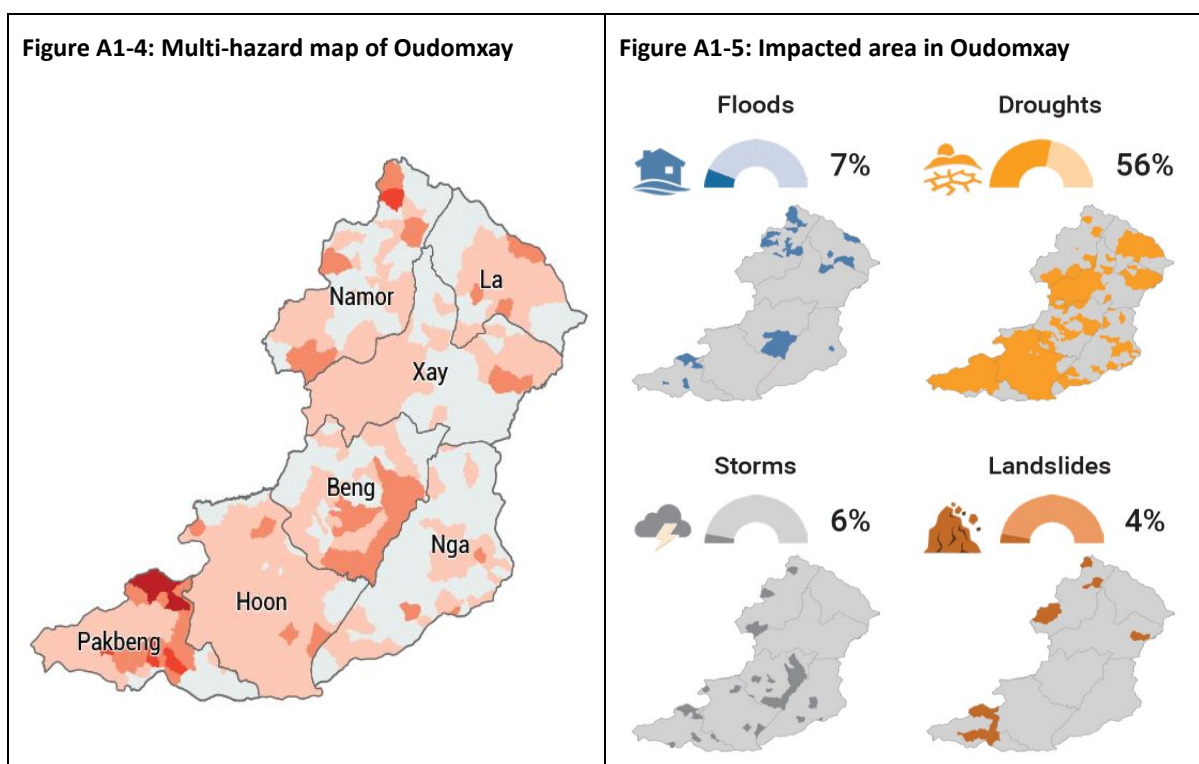 Figure A1-4: Multi-hazard map of Oudomxay
La
Namor
Xay
Beng
Nga
Hoon
Pakbeng
Figure A1-5: Impacted area in Oudomxay
Floods
7%
Droughts
56%
Storms
6%
Landslides
4%